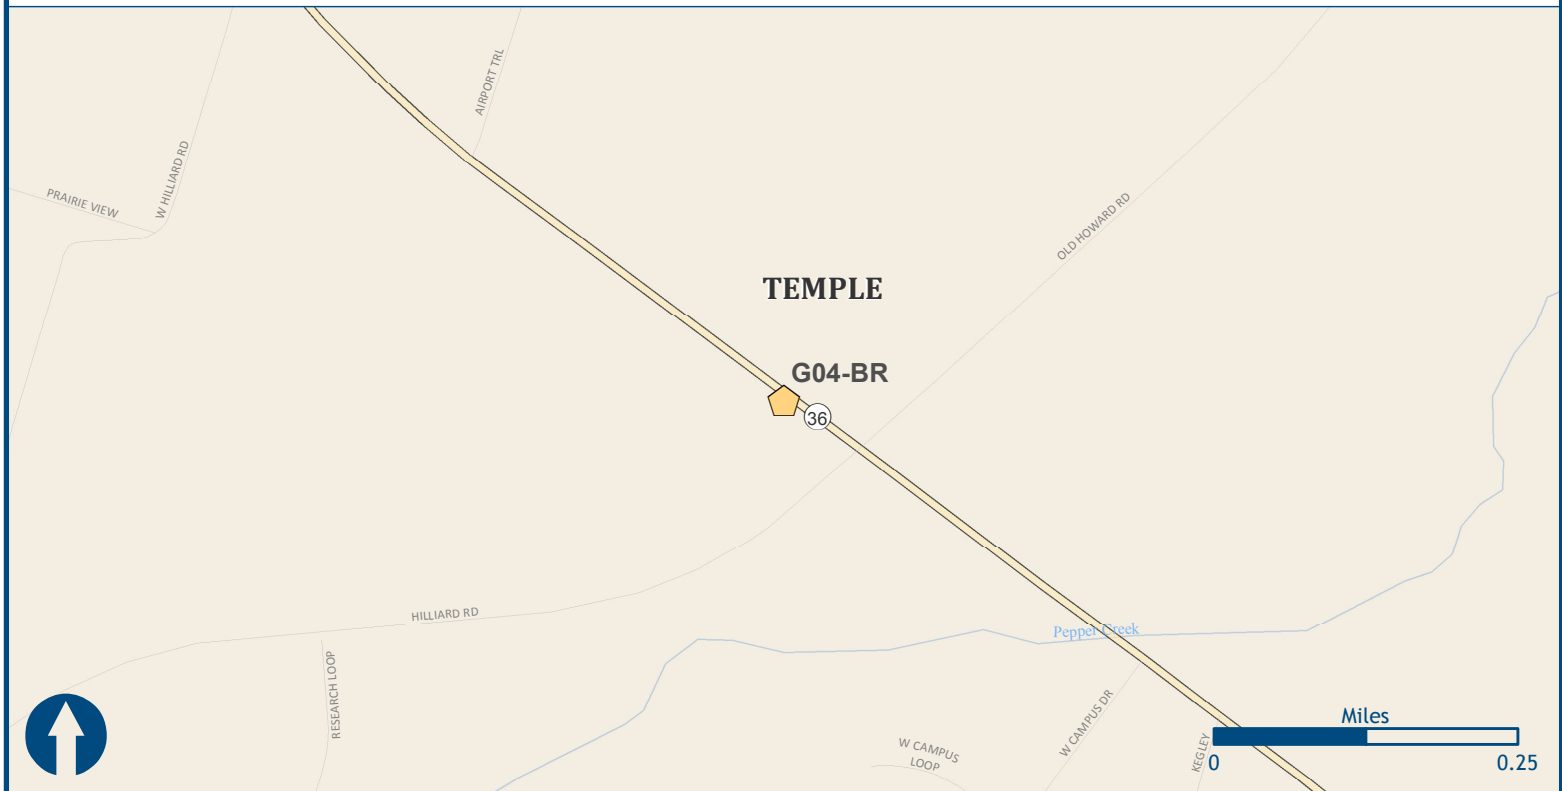 AIRPORT TRL
W HILLIARD RD
PRAIRIE VIEW
OLD HOWARD RD
TEMPLE
G04-BR
36
HILLIARD RD
Pepper Creek
RESEARCH LOOP
W CAMPUS DR
W CAMPUS
LOOP
KEGLEY
Miles
0
0.25